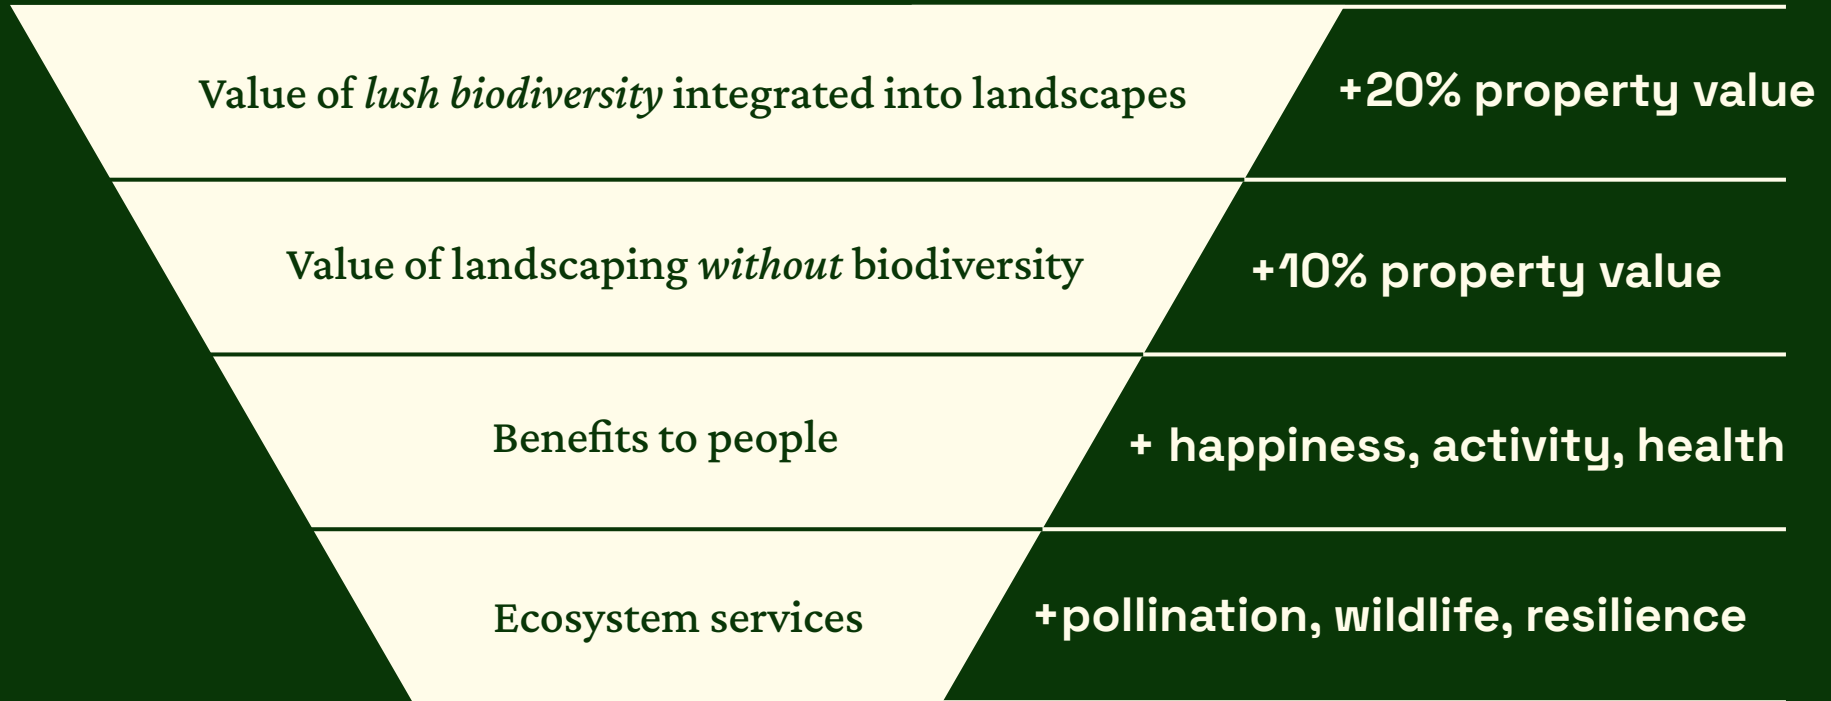 Value of lush biodiversity integrated into landscapes
+20% property value
Value of landscaping without biodiversity
+10% property value
Benefits to people
+ happiness, activity, health
Ecosystem services
+pollination, wildlife, resilience